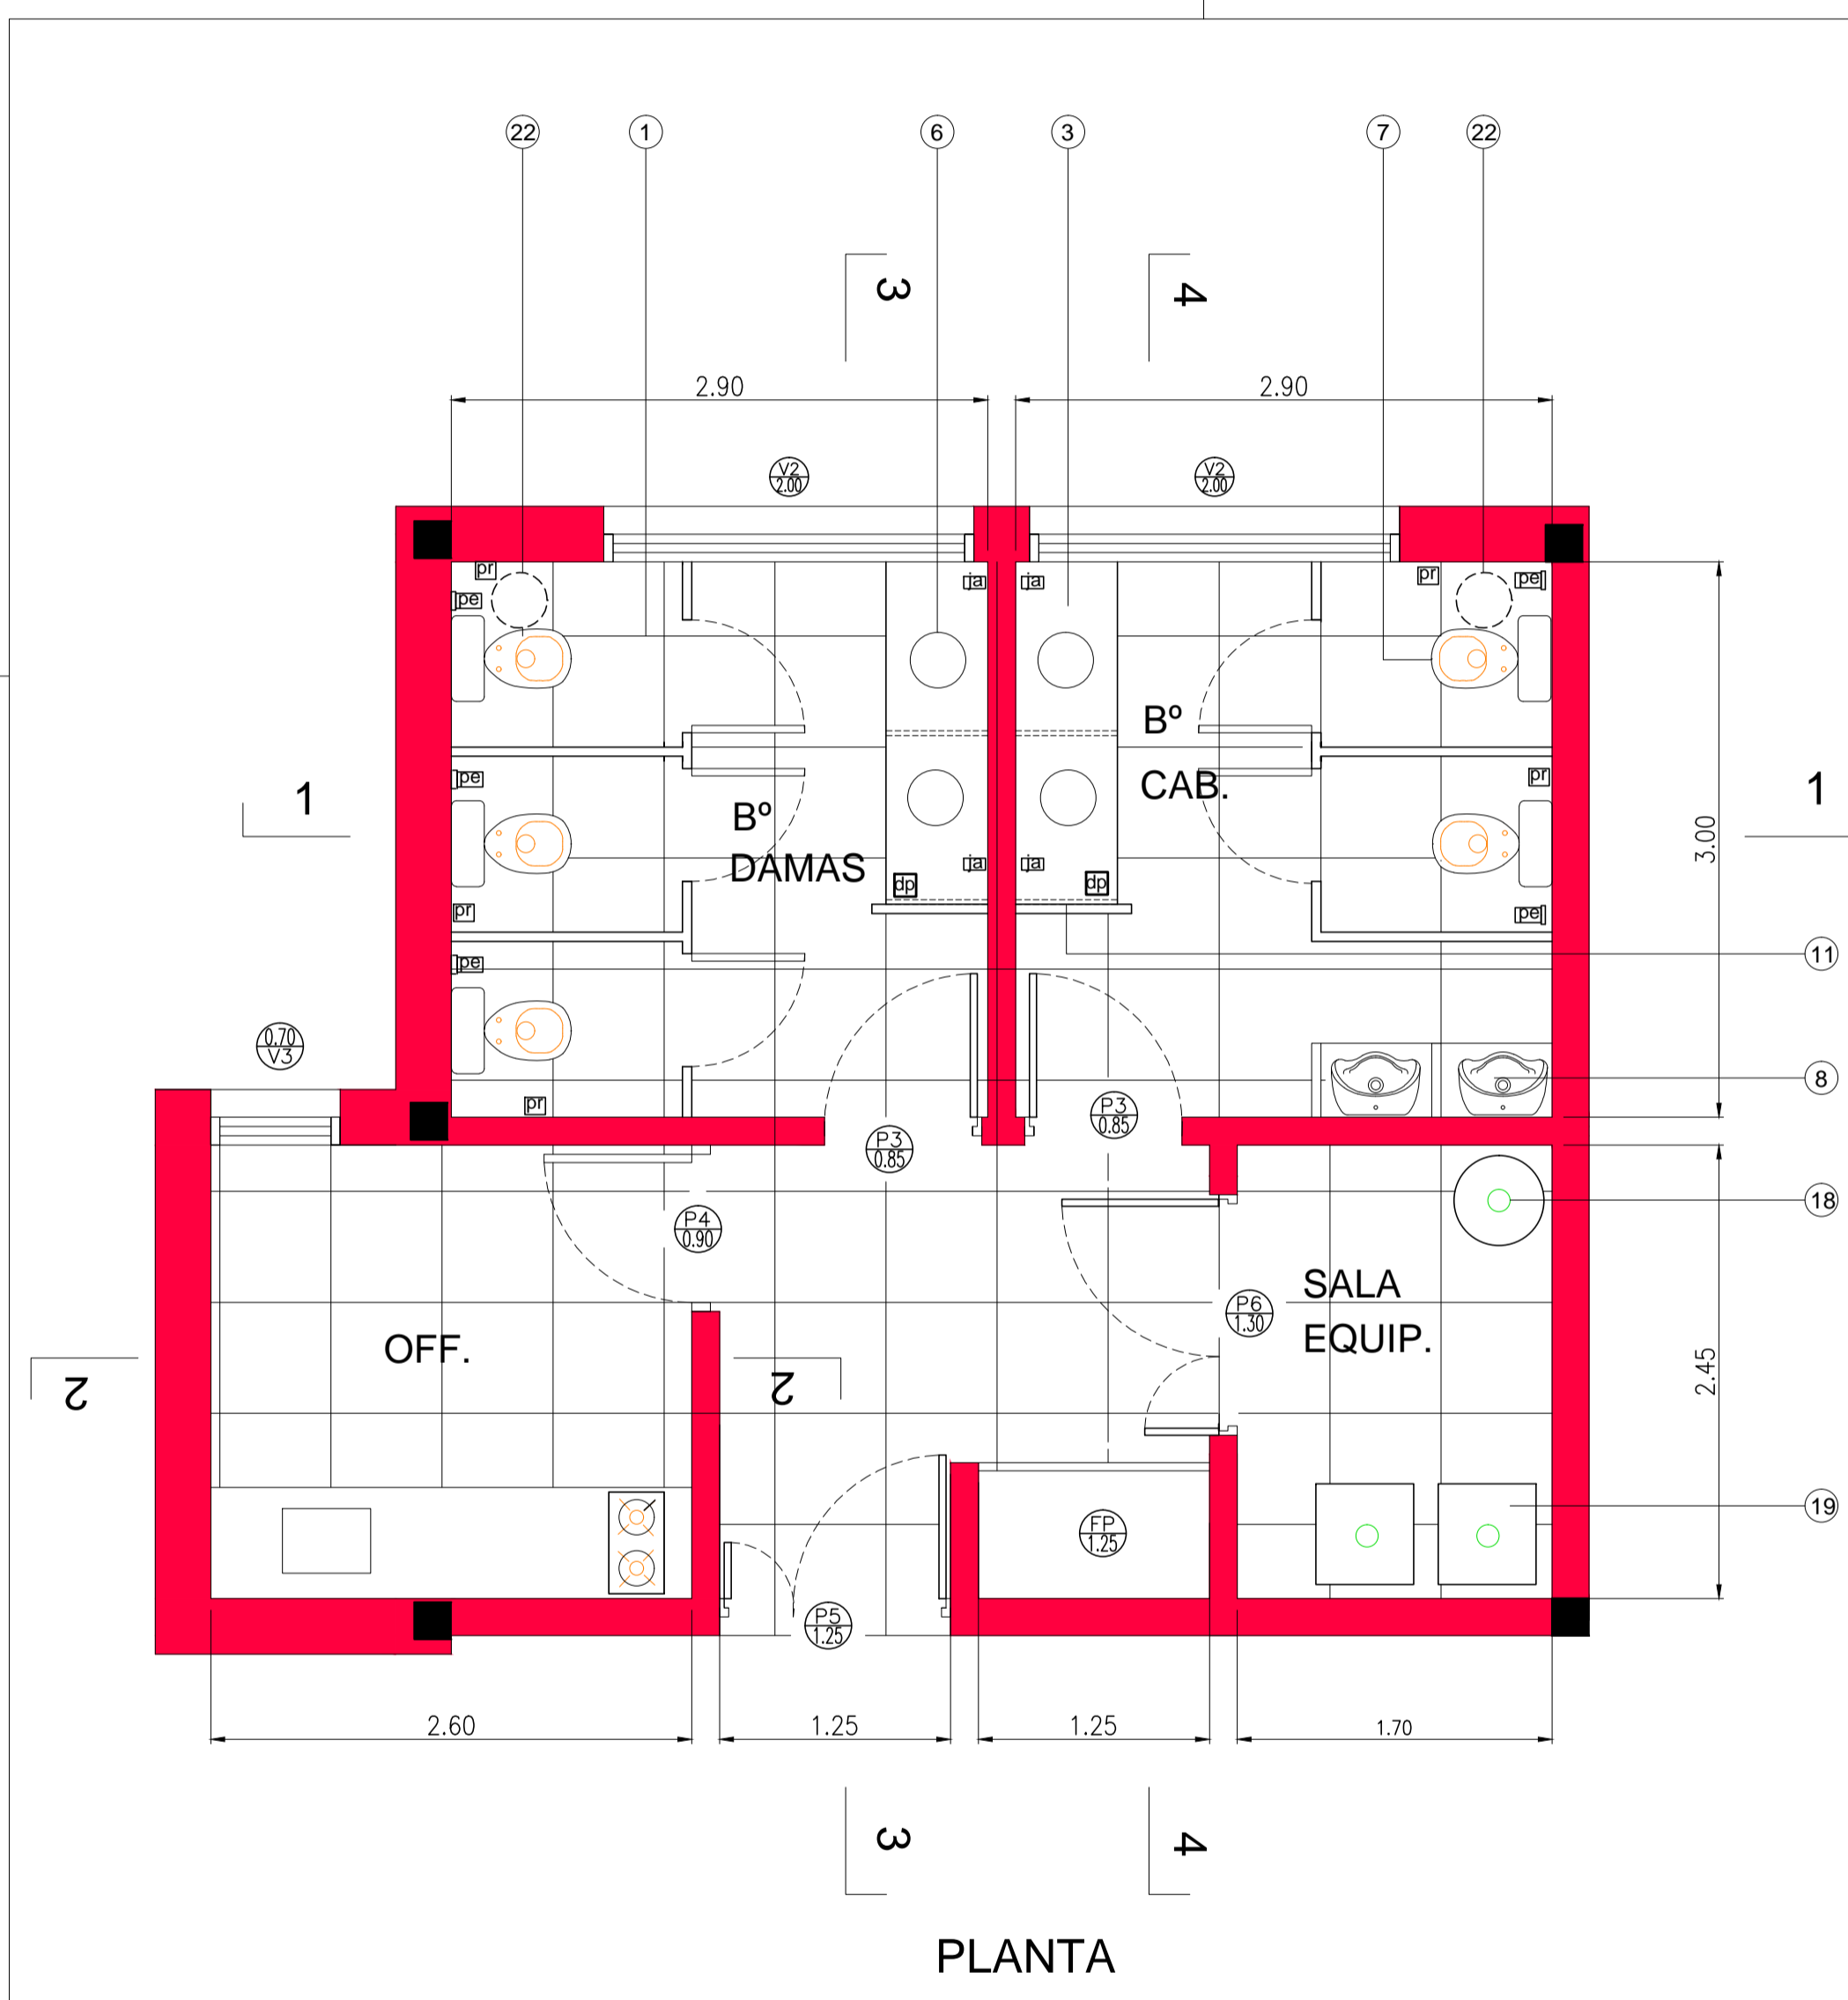 22 1 6 3 7 22
3 4
2.90 2.90
V2 V2
2.00 2.00
pr ja ja pr pe
pe
Bº
CAB.
pe pr
1 1
Bº
DAMAS
3.00
ja ja
dp dp
pr pe
11
pe
0.70
V3
8
pr
P3
0.85
P3
0.85
18
P4
0.90
SALA
EQUIP.
P6
1.30
OFF.
2 2
2.45
19
FP
1.25
P5
1.25
2.60 1.25 1.25 1.70
3 4
PLANTA